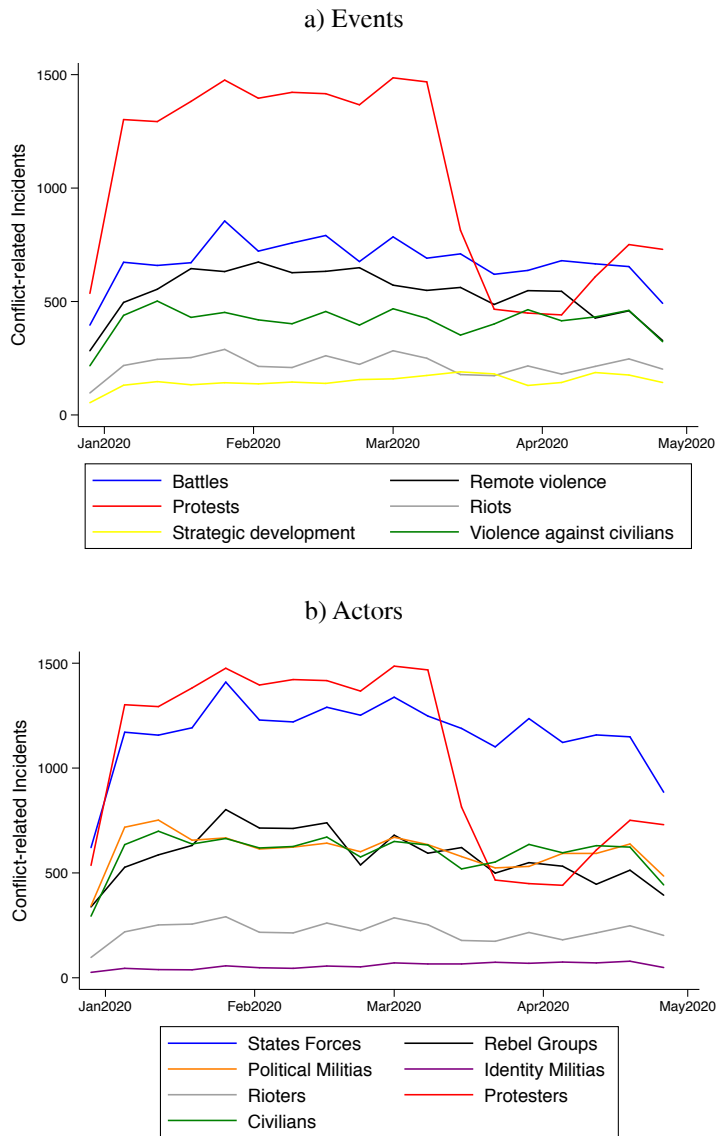 a) Events
1500
1000
500
0
Conflict-related Incidents
Jan2020 Feb2020 Mar2020 Apr2020 May2020
Battles Remote violence
Protests Riots
Strategic development Violence against civilians
b) Actors
1500
1000
500
0
Conflict-related Incidents
Jan2020 Feb2020 Mar2020 Apr2020 May2020
States Forces Rebel Groups
Political Militias Identity Militias
Rioters Protesters
Civilians